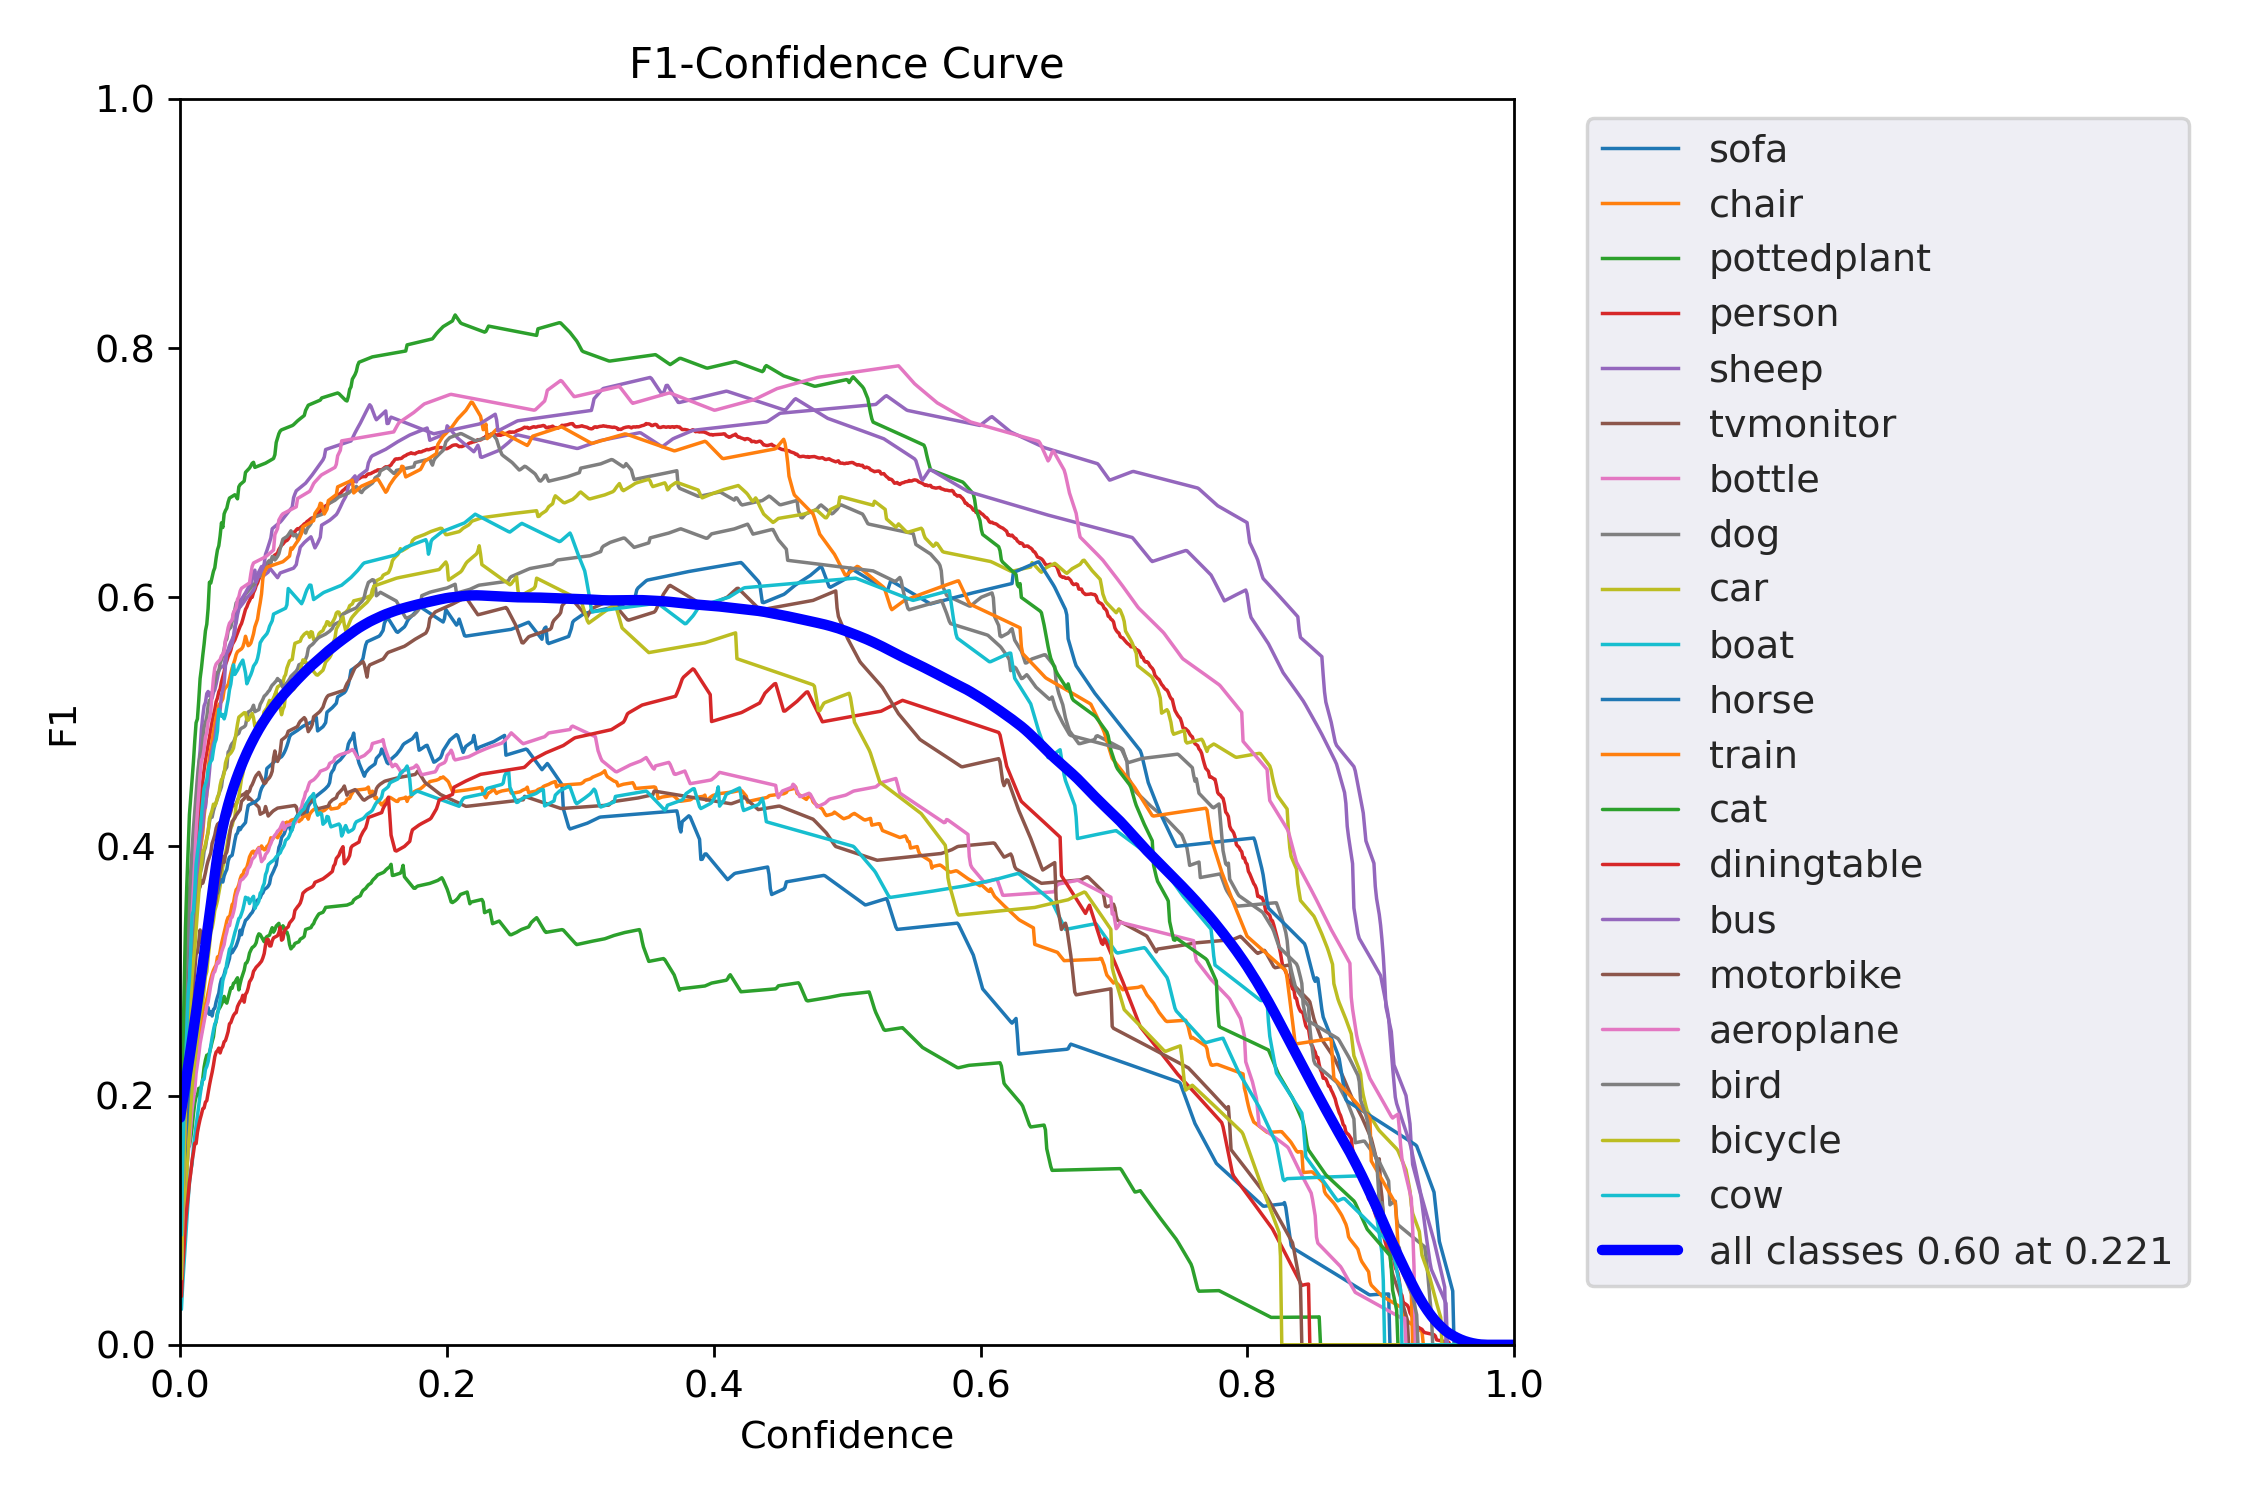 F1-Confidence Curve
1.0
0.8
0.6
0.4
0.2
0.0
F1
0.0 0.2 0.4 0.6 0.8 1.0
Confidence
sofa
chair
pottedplant
person
sheep
tvmonitor
bottle
dog
car
boat
horse
train
cat
diningtable
bus
motorbike
aeroplane
bird
bicycle
cow
all classes 0.60 at 0.221